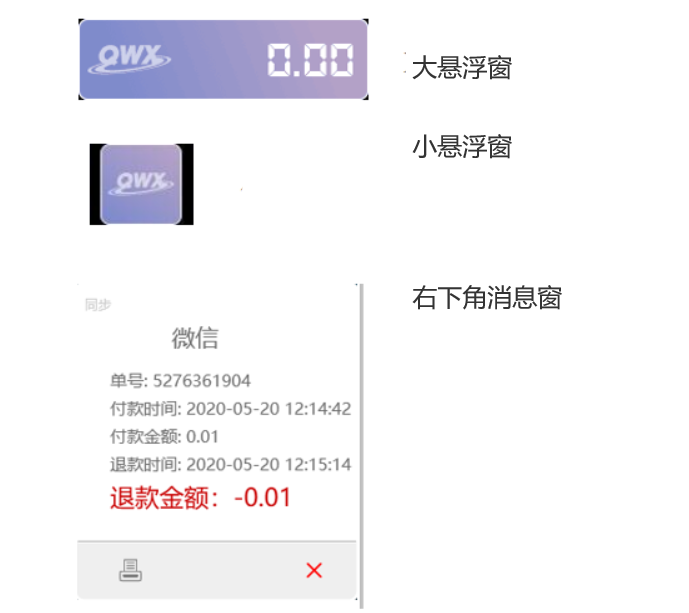 QWX 0.00
大悬浮窗
小悬浮窗
QWX
右下角消息窗
同步
微信
单号: 5276361904
付款时间: 2020-05-20 12:14:42
付款金额: 0.01
退款时间: 2020-05-20 12:15:14
退款金额：-0.01